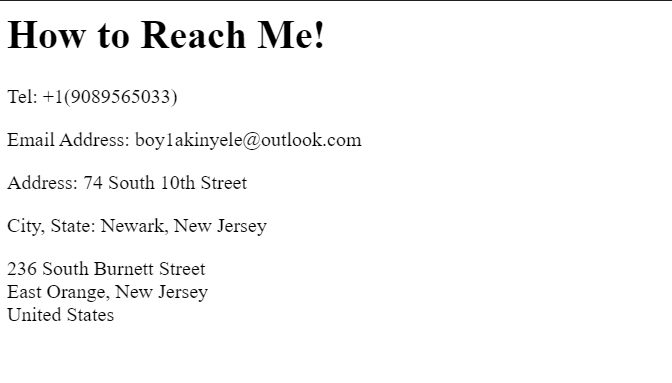 How to Reach Me!
Tel: +1(9089565033)
Email Address: boy1akinyele@outlook.com
Address: 74 South 10th Street
City, State: Newark, New Jersey
236 South Burnett Street
East Orange, New Jersey
United States